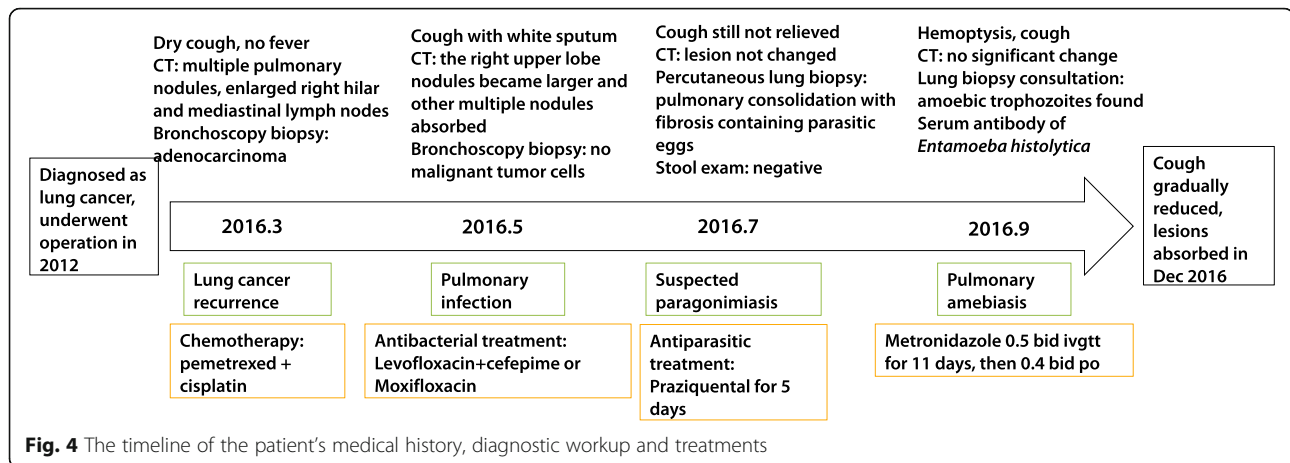 Diagnosed as
lung cancer,
underwent
operation in
2012
Dry cough, no fever
CT: multiple pulmonary
nodules, enlarged right hilar
and mediastinal lymph nodes
Bronchoscopy biopsy:
adenocarcinoma
Cough with white sputum
CT: the right upper lobe
nodules became larger and
other multiple nodules
absorbed
Bronchoscopy biopsy: no
malignant tumor cells
Cough still not relieved
CT: lesion not changed
Percutaneous lung biopsy:
pulmonary consolidation with
fibrosis containing parasitic
eggs
Stool exam: negative
Hemoptysis, cough
CT: no significant change
Lung biopsy consultation:
amoebic trophozoites found
Serum antibody of
Entamoeba histolytica
2016.3
2016.5
2016.7
2016.9
Cough
gradually
reduced,
lesions
absorbed in
Dec 2016
Lung cancer
recurrence
Pulmonary
infection
Suspected
paragonimiasis
Pulmonary
amebiasis
Chemotherapy:
pemetrexed +
cisplatin
Antibacterial treatment:
Levofloxacin+cefepime or
Moxifloxacin
Antiparasitic
treatment:
Praziquental for 5
days
Metronidazole 0.5 bid ivgtt
for 11 days, then 0.4 bid po
Fig. 4 The timeline of the patient's medical history, diagnostic workup and treatments